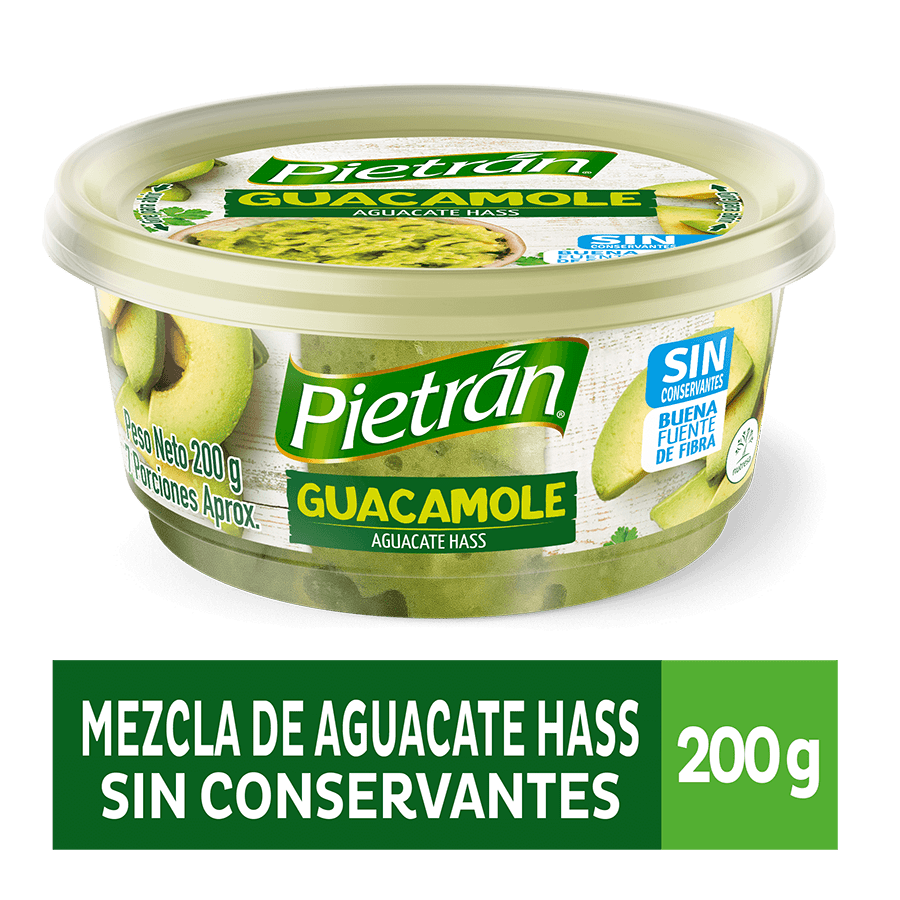 Pietrán®
GUACAMOLE
AGUACATE HASS
SIN
CONSERVANTES
BUENA
FUENTE
Pietrán®
GUACAMOLE
AGUACATE HASS
SIN
CONSERVANTES
BUENA
FUENTE
DE FIBRA
nutresa
Peso Neto 200 g
7 Porciones Aprox.
MEZCLA DE AGUACATE HASS
SIN CONSERVANTES
200 g